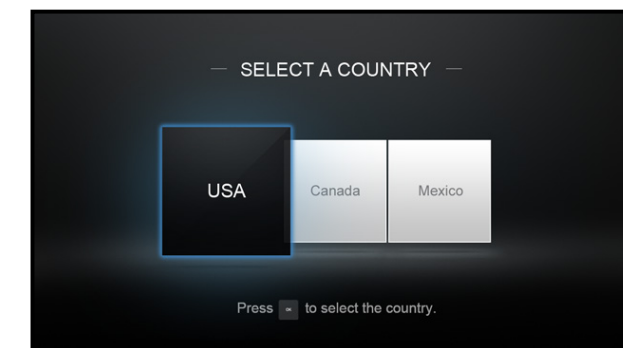 SELECT A COUNTRY
USA Canada Mexico
Press to select the country.